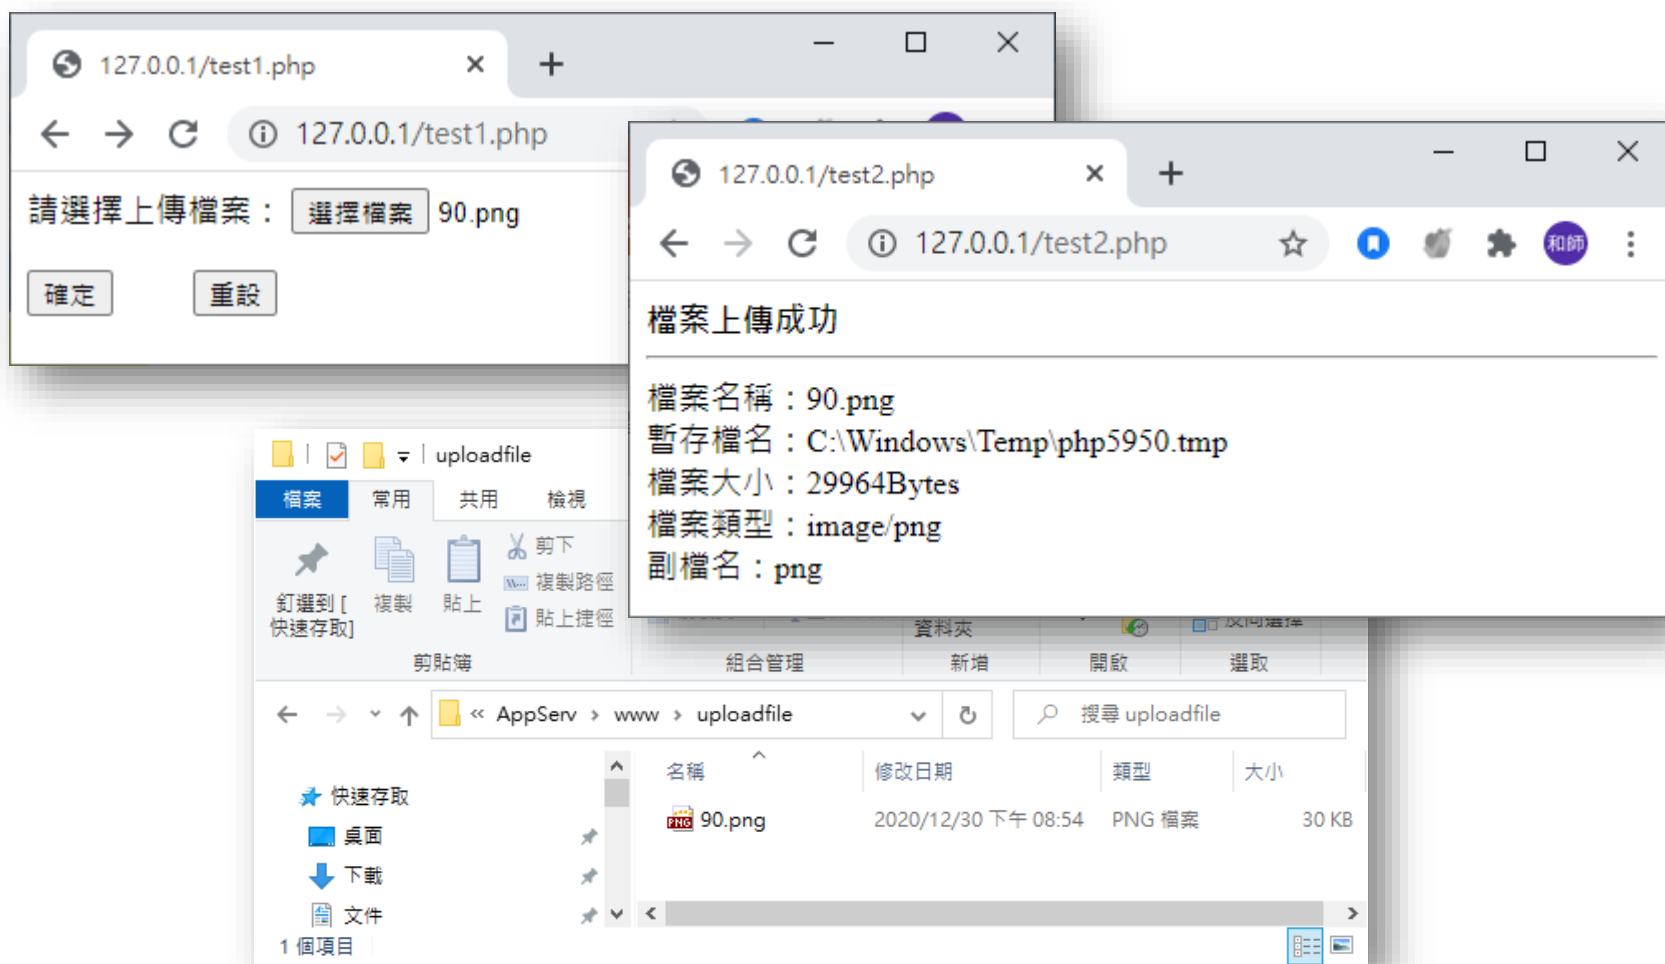 127.0.0.1/test1.php
127.0.0.1/test1.php
請選擇上傳檔案： 選擇檔案 90.png
確定 重設
127.0.0.1/test2.php
127.0.0.1/test2.php
和師
檔案上傳成功
檔案名稱：90.png
暫存檔名：C:\Windows\Temp\php5950.tmp
檔案大小：29964Bytes
檔案類型：image/png
副檔名：png
uploadfile
檔案 常用 共用 檢視
剪下
複製路徑
貼上捷徑
釘選到 [
快速存取]
複製 貼上
資料夾
反向選擇
剪貼簿 組合管理 新增 開啟 選取
« AppServ › www › uploadfile
搜尋 uploadfile
名稱 修改日期 類型 大小
快速存取
桌面
下載
文件
PNG 90.png 2020/12/30 下午 08:54 PNG 檔案 30 KB
1 個項目